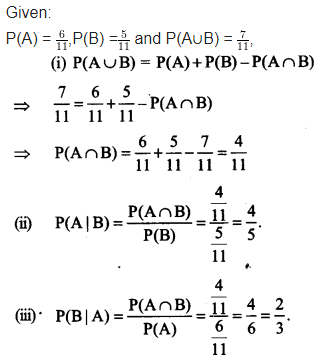 Given:
P(A) = 6/11,P(B) =5/11 and P(A∪B) = 7/11,
(i) P(A∪B) = P(A)+P(B)−P(A∩B)
⇒ 7/11 = 6/11 + 5/11 − P(A∩B)
⇒ P(A∩B) = 6/11 + 5/11 − 7/11 = 4/11
(ii) P(A|B) = P(A∩B)/P(B) = (4/11)/(5/11) = 4/5.
(iii) P(B|A) = P(A∩B)/P(A) = (4/11)/(6/11) = 4/6 = 2/3.